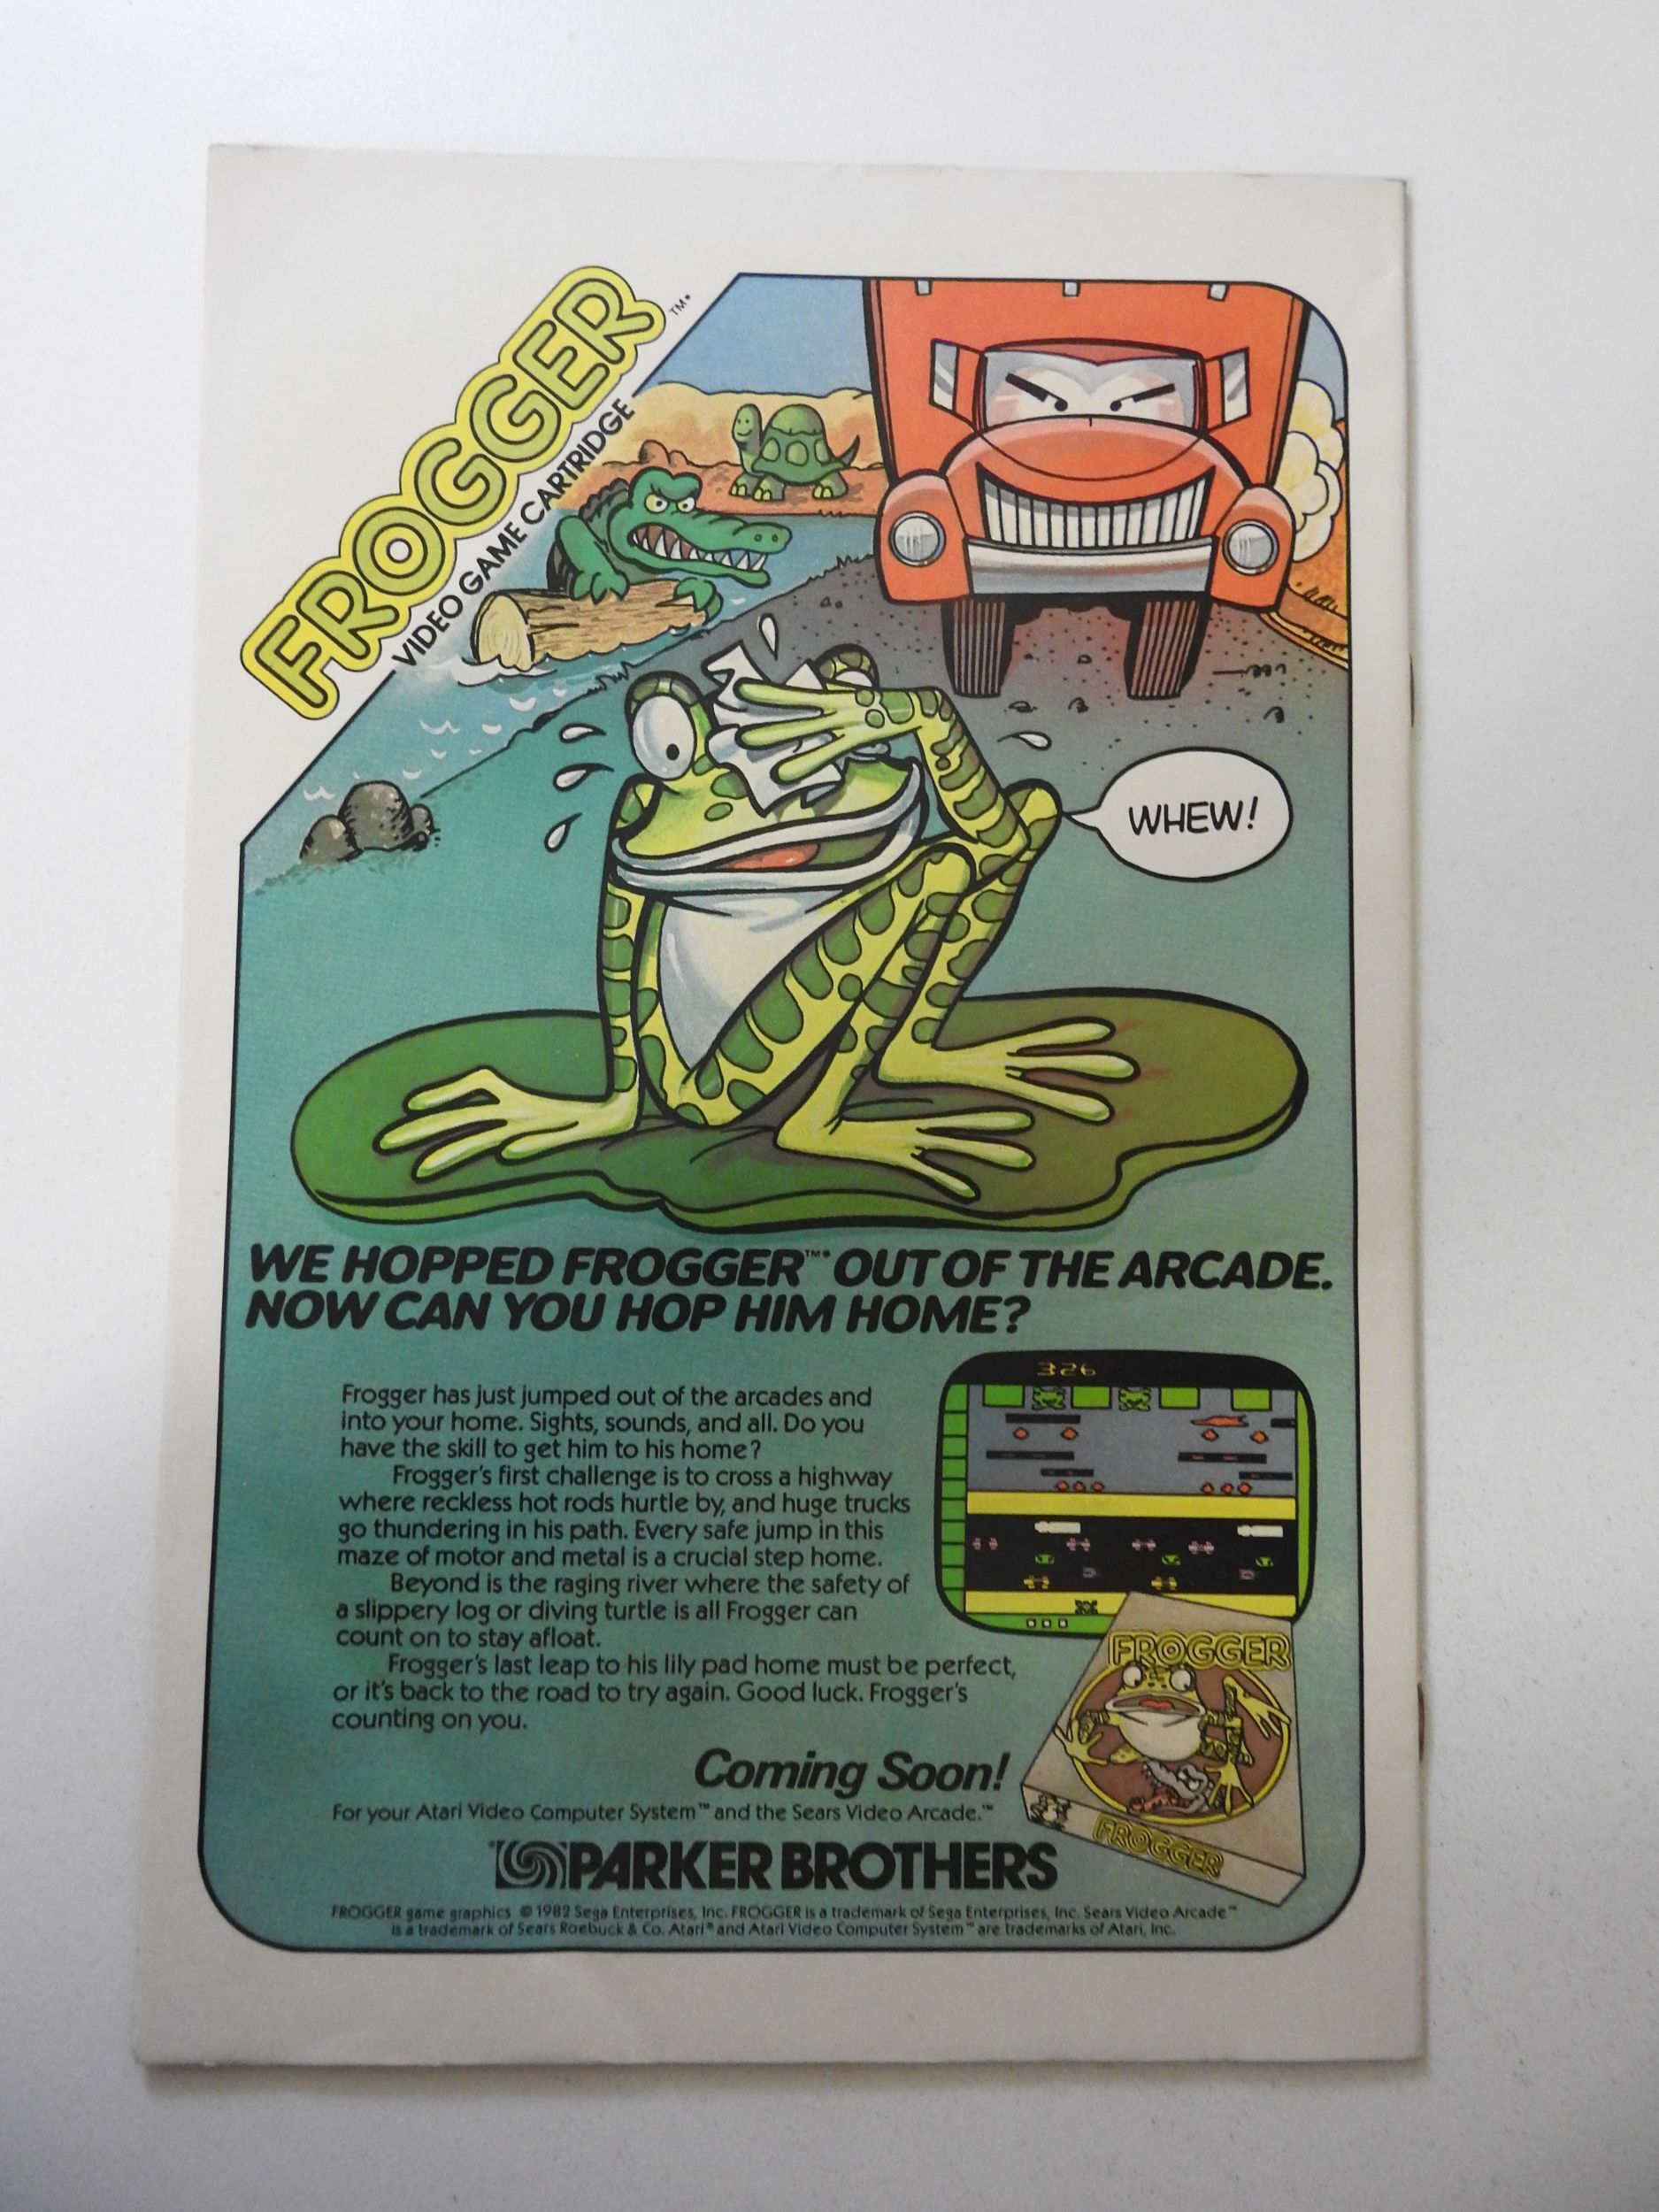 FROGGER™•
VIDEO GAME CARTRIDGE
WHEW!
WE HOPPED FROGGER™• OUT OF THE ARCADE.
NOW CAN YOU HOP HIM HOME?
326
Frogger has just jumped out of the arcades and
into your home. Sights, sounds, and all. Do you
have the skill to get him to his home?
Frogger's first challenge is to cross a highway
where reckless hot rods hurtle by, and huge trucks
go thundering in his path. Every safe jump in this
maze of motor and metal is a crucial step home.
Beyond is the raging river where the safety of
a slippery log or diving turtle is all Frogger can
count on to stay afloat.
Frogger's last leap to his lily pad home must be perfect,
or it's back to the road to try again. Good luck. Frogger's
counting on you.
FROGGER
FROGGER
Coming Soon!
For your Atari Video Computer System™ and the Sears Video Arcade.™
PARKER BROTHERS
FROGGER game graphics © 1982 Sega Enterprises, Inc. FROGGER is a trademark of Sega Enterprises, Inc. Sears Video Arcade™
is a trademark of Sears Roebuck & Co. Atari® and Atari Video Computer System™ are trademarks of Atari, Inc.